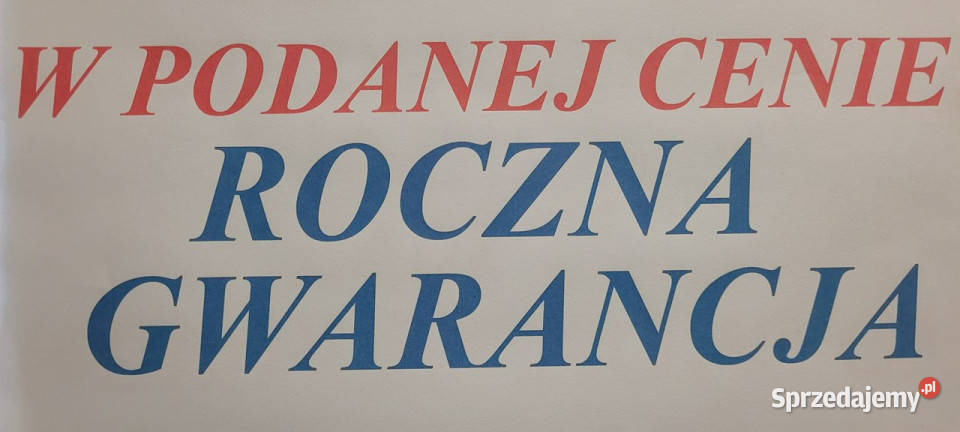 W PODANEJ CENIE
ROCZNA
GWARANCJA
Sprzedajemy.pl